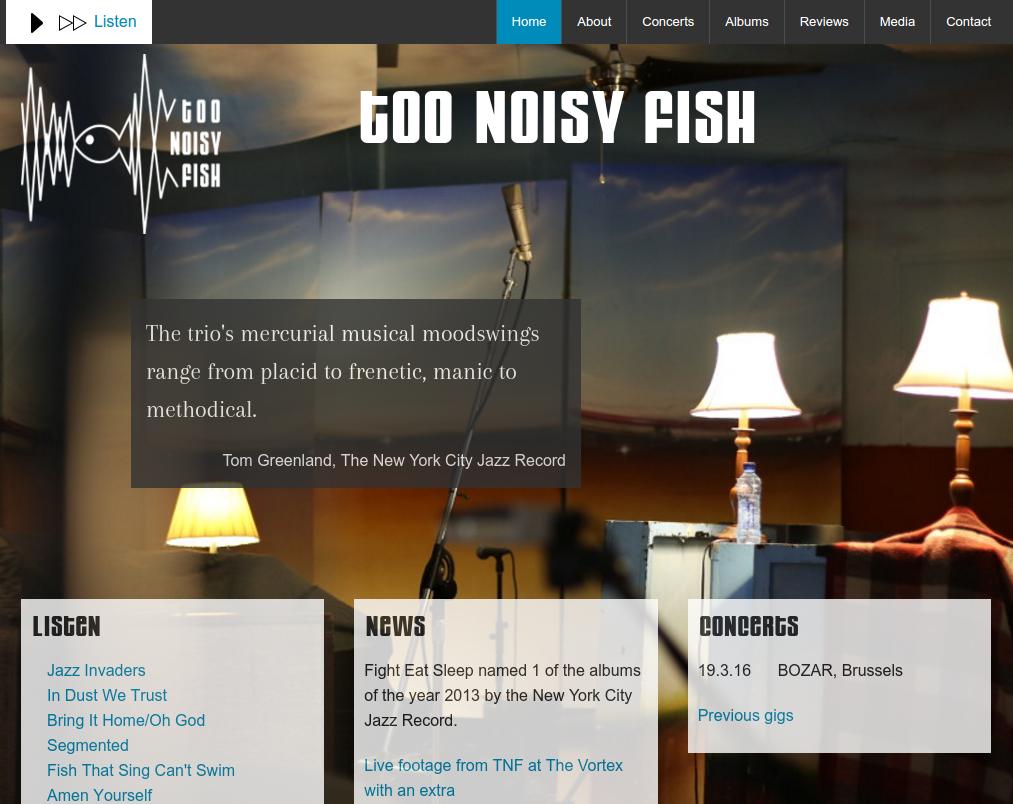 Listen
Home
About
Concerts
Albums
Reviews
Media
Contact
too
NOISY
FISH
too NOISY FISH
The trio's mercurial musical moodswings
range from placid to frenetic, manic to
methodical.
Tom Greenland, The New York City Jazz Record
Listen
Jazz Invaders
In Dust We Trust
Bring It Home/Oh God
Segmented
Fish That Sing Can't Swim
Amen Yourself
News
Fight Eat Sleep named 1 of the albums
of the year 2013 by the New York City
Jazz Record.
Live footage from TNF at The Vortex
with an extra
Concerts
19.3.16 BOZAR, Brussels
Previous gigs